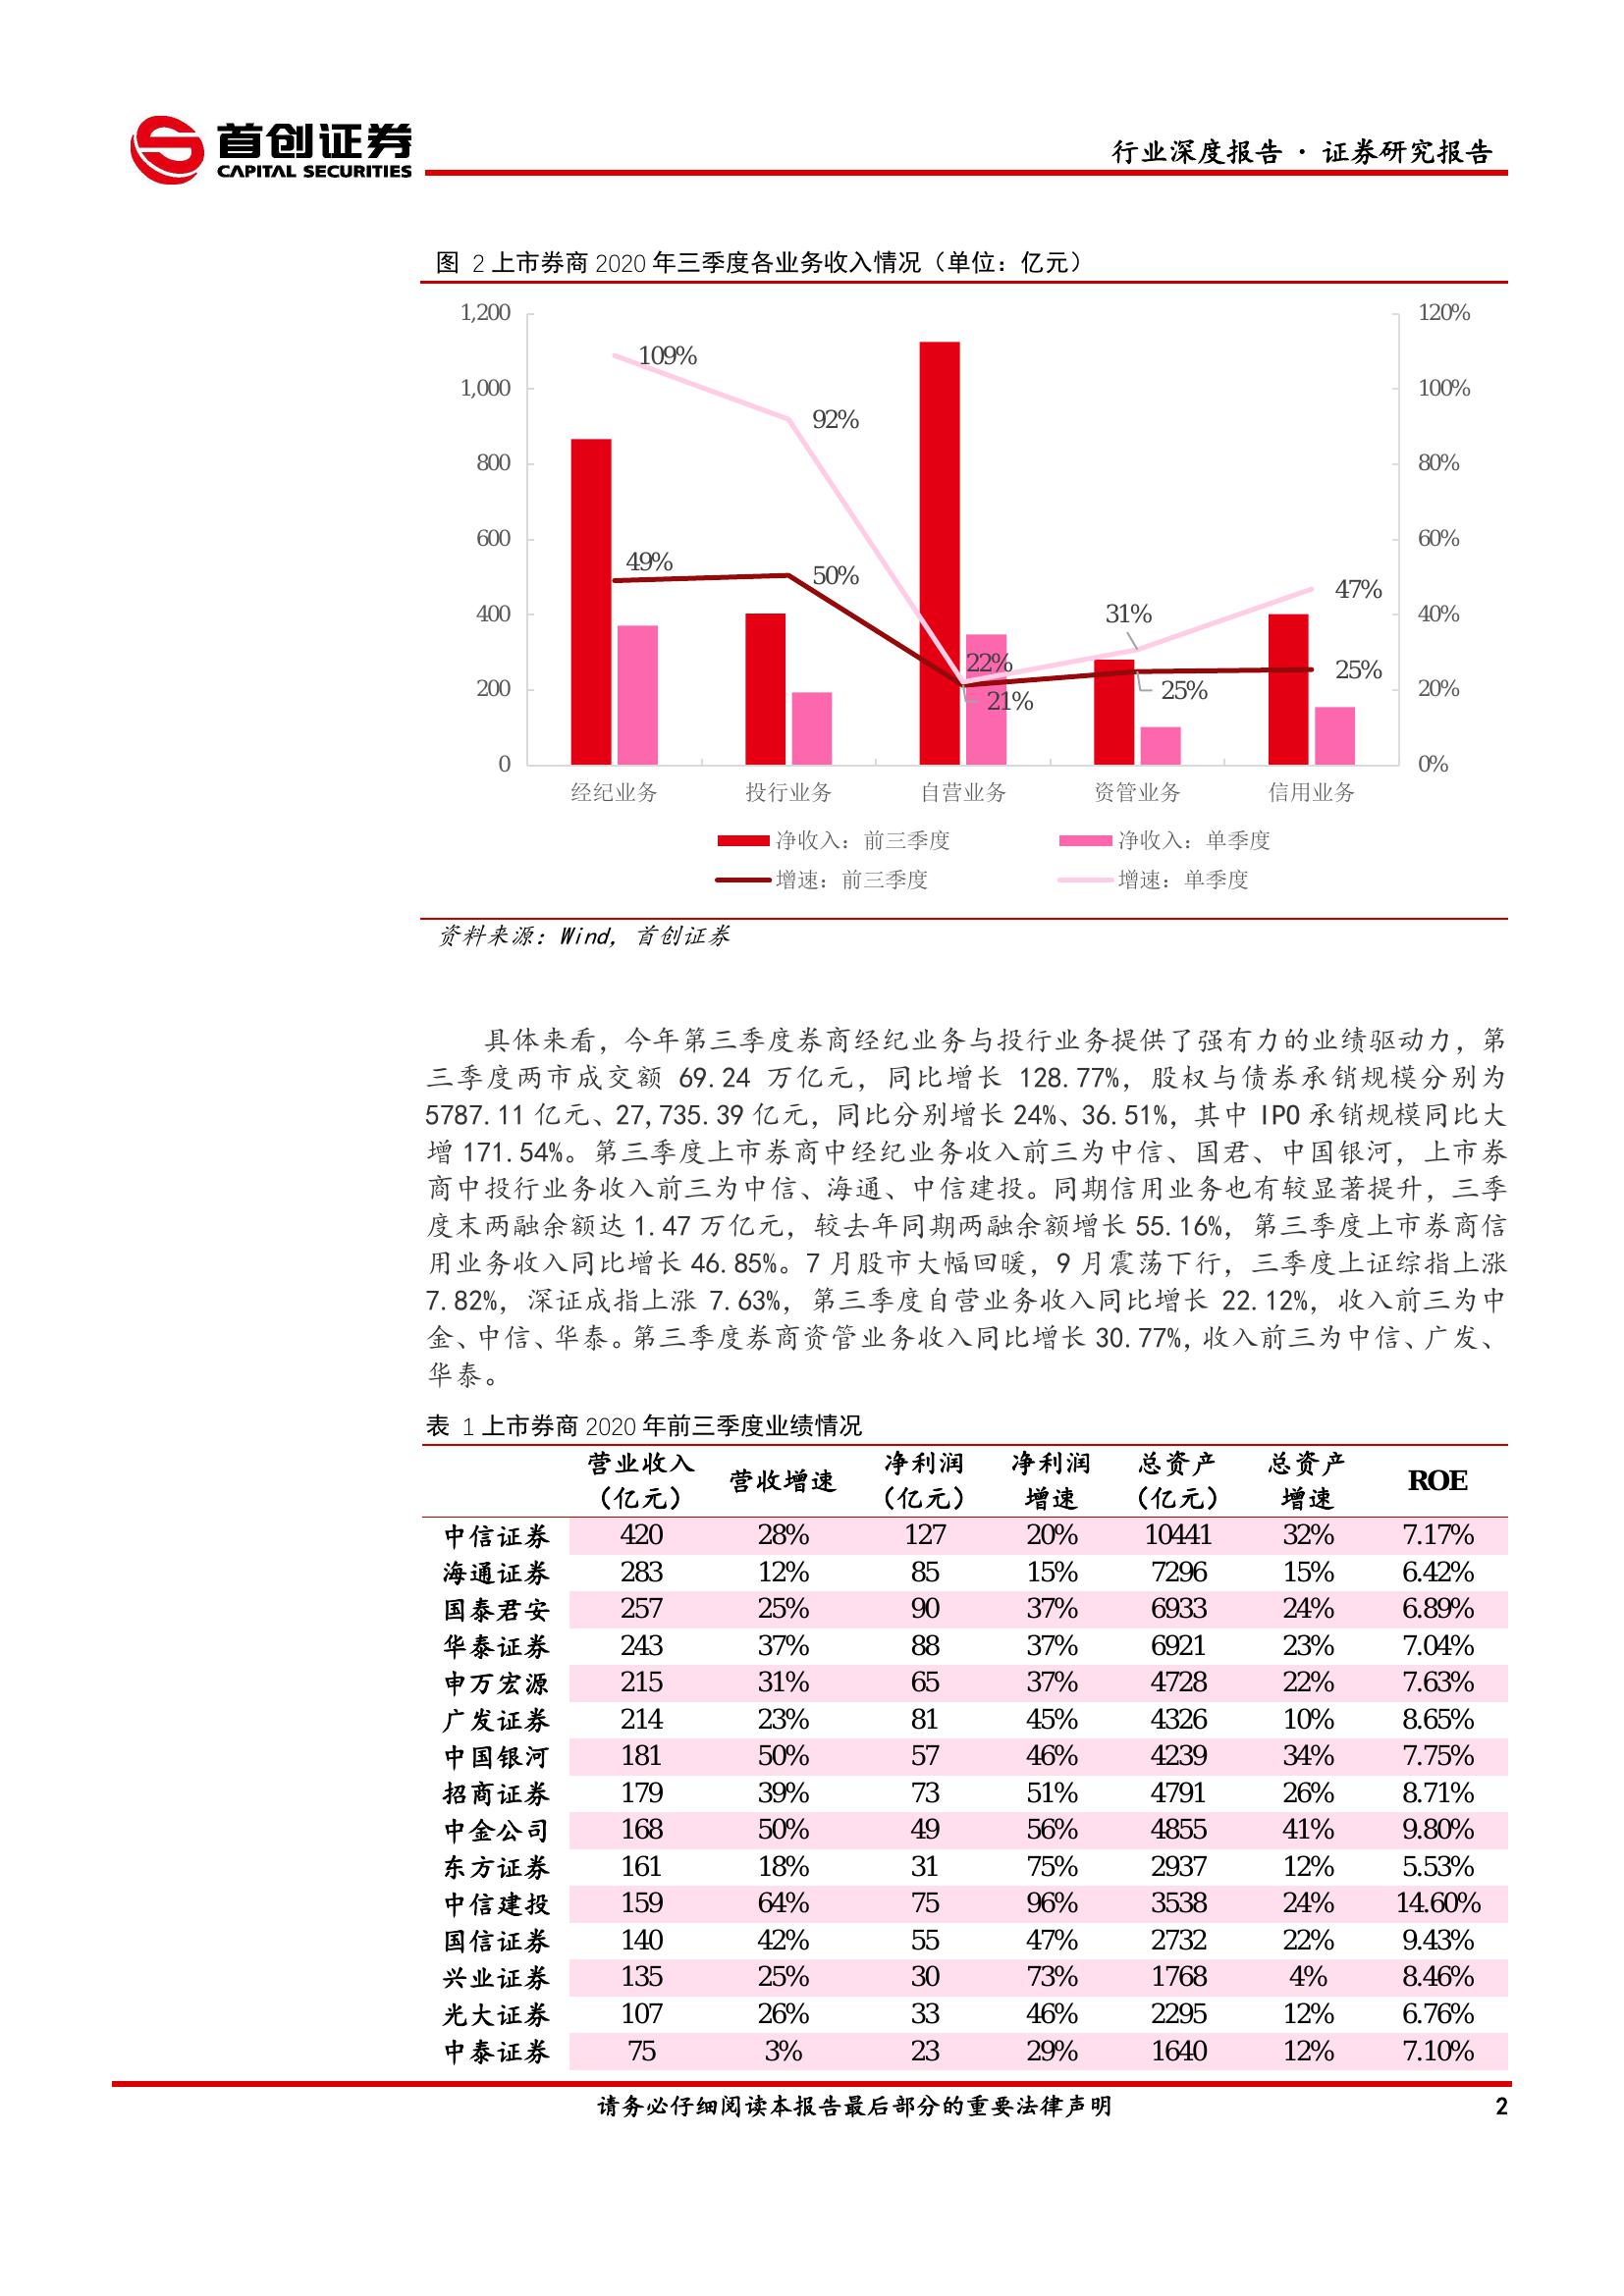 首创证券
CAPITAL SECURITIES
行业深度报告 · 证券研究报告
图 2 上市券商 2020 年三季度各业务收入情况（单位：亿元）
1,200
1,000
800
600
400
200
0
120%
100%
80%
60%
40%
20%
0%
109%
92%
49%
50%
22%
21%
31%
25%
47%
25%
经纪业务 投行业务 自营业务 资管业务 信用业务
净收入：前三季度 净收入：单季度
增速：前三季度 增速：单季度
资料来源：Wind，首创证券
具体来看，今年第三季度券商经纪业务与投行业务提供了强有力的业绩驱动力，第
三季度两市成交额 69.24 万亿元，同比增长 128.77%，股权与债券承销规模分别为
5787.11 亿元、27,735.39 亿元，同比分别增长 24%、36.51%，其中 IPO 承销规模同比大
增 171.54%。第三季度上市券商中经纪业务收入前三为中信、国君、中国银河，上市券
商中投行业务收入前三为中信、海通、中信建投。同期信用业务也有较显著提升，三季
度末两融余额达 1.47 万亿元，较去年同期两融余额增长 55.16%，第三季度上市券商信
用业务收入同比增长 46.85%。7 月股市大幅回暖，9 月震荡下行，三季度上证综指上涨
7.82%，深证成指上涨 7.63%，第三季度自营业务收入同比增长 22.12%，收入前三为中
金、中信、华泰。第三季度券商资管业务收入同比增长 30.77%，收入前三为中信、广发、
华泰。
表 1 上市券商 2020 年前三季度业绩情况
营业收入（亿元） 营收增速 净利润（亿元） 净利润增速 总资产（亿元） 总资产增速 ROE
中信证券 420 28% 127 20% 10441 32% 7.17%
海通证券 283 12% 85 15% 7296 15% 6.42%
国泰君安 257 25% 90 37% 6933 24% 6.89%
华泰证券 243 37% 88 37% 6921 23% 7.04%
申万宏源 215 31% 65 37% 4728 22% 7.63%
广发证券 214 23% 81 45% 4326 10% 8.65%
中国银河 181 50% 57 46% 4239 34% 7.75%
招商证券 179 39% 73 51% 4791 26% 8.71%
中金公司 168 50% 49 56% 4855 41% 9.80%
东方证券 161 18% 31 75% 2937 12% 5.53%
中信建投 159 64% 75 96% 3538 24% 14.60%
国信证券 140 42% 55 47% 2732 22% 9.43%
兴业证券 135 25% 30 73% 1768 4% 8.46%
光大证券 107 26% 33 46% 2295 12% 6.76%
中泰证券 75 3% 23 29% 1640 12% 7.10%
请务必仔细阅读本报告最后部分的重要法律声明 2